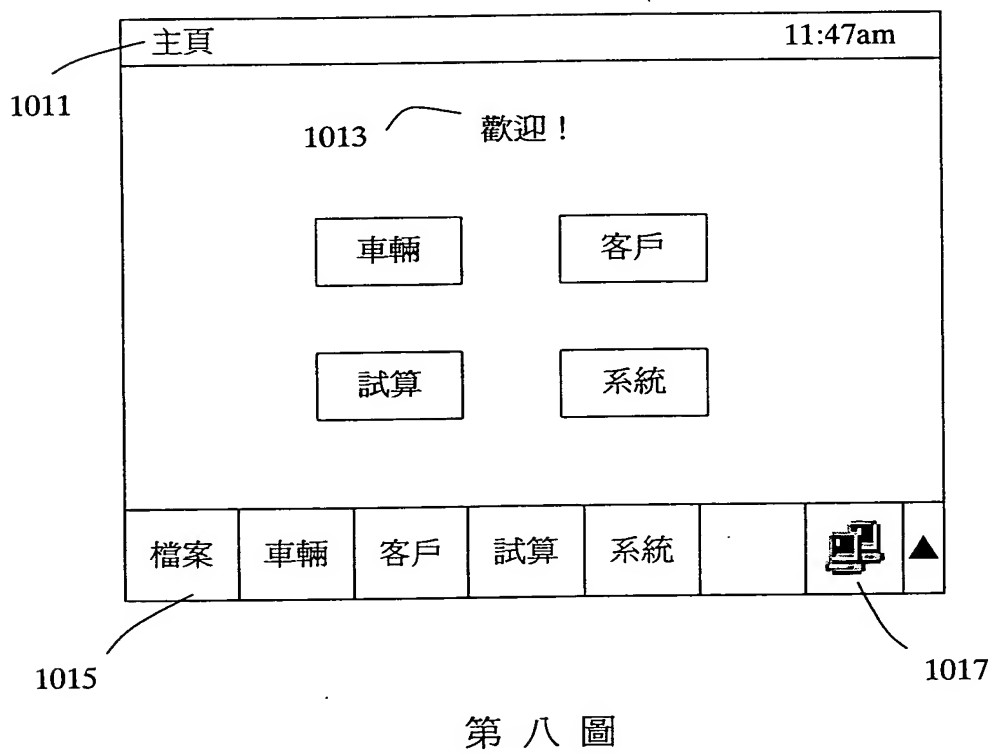 主頁 11:47am
1011
1013 歡迎！
車輛 客戶
試算 系統
檔案 車輛 客戶 試算 系統
1015 1017
第八圖